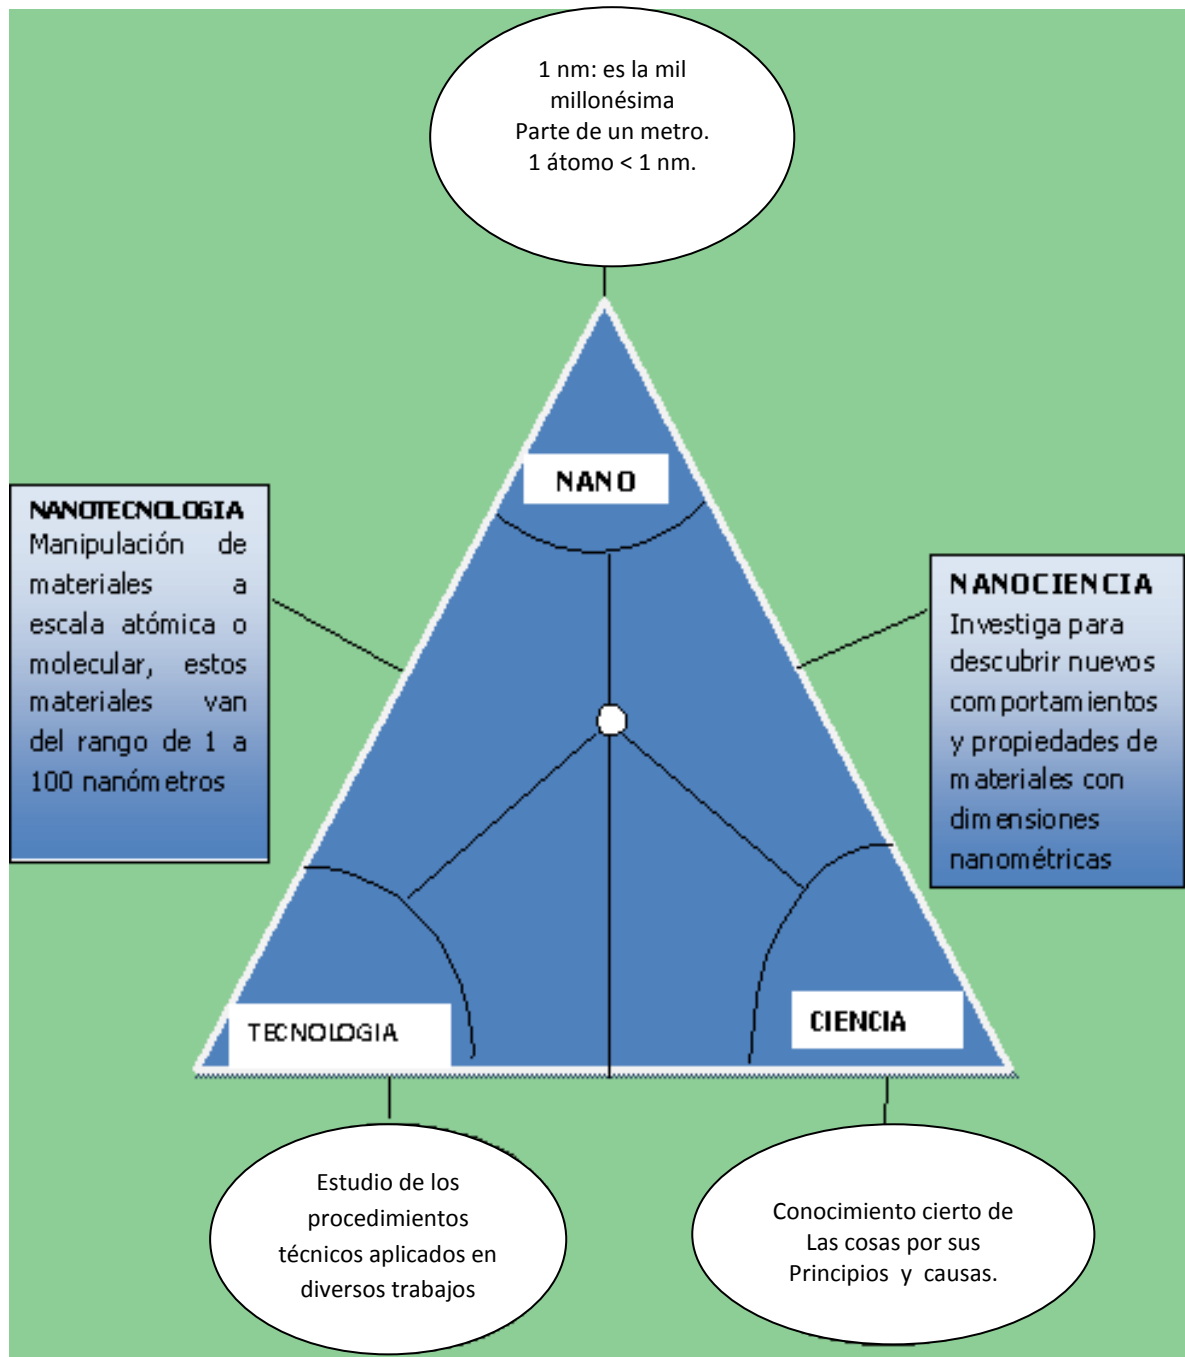 1 nm: es la mil
millonésima
Parte de un metro.
1 átomo < 1 nm.
NANO
NANOTECNOLOGIA
Manipulación de
materiales a
escala atómica o
molecular, estos
materiales van
del rango de 1 a
100 nanómetros
NANOCIENCIA
Investiga para
descubrir nuevos
comportamientos
y propiedades de
materiales con
dimensiones
nanométricas
TECNOLOGIA
CIENCIA
Estudio de los
procedimientos
técnicos aplicados en
diversos trabajos
Conocimiento cierto de
Las cosas por sus
Principios y causas.